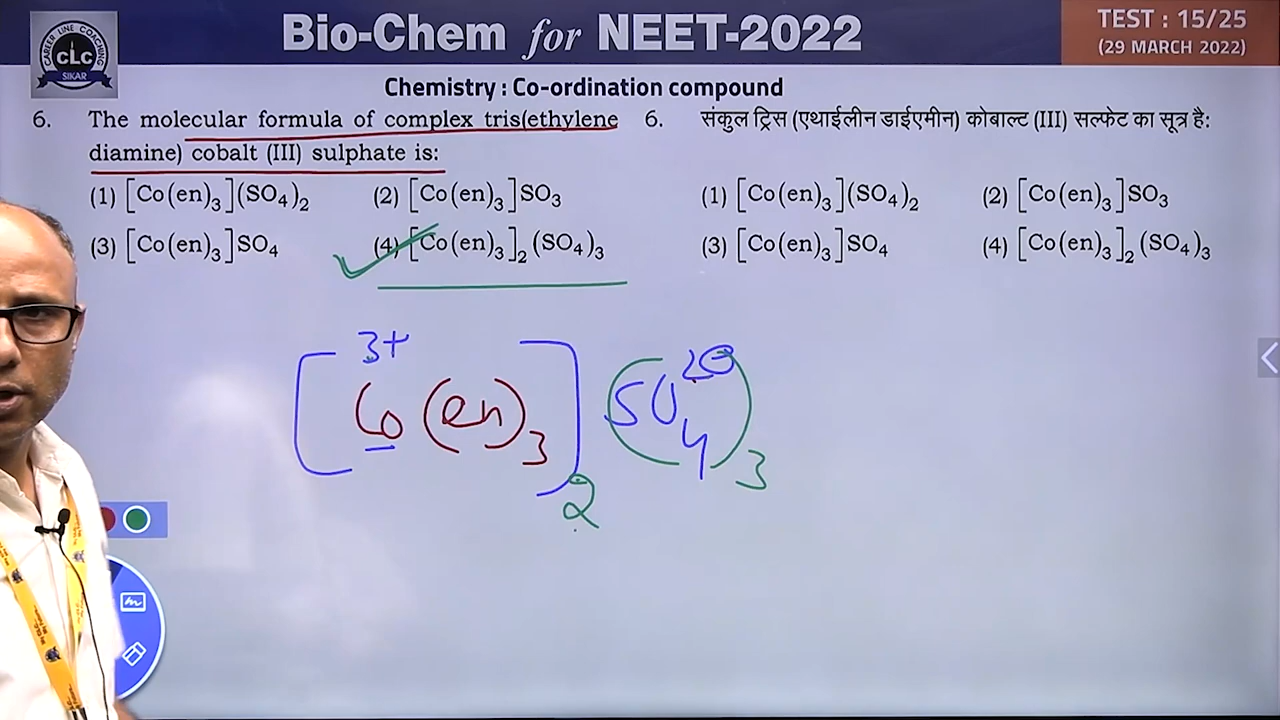 CAREER LINE COACHING
CLC
SIKAR
Bio-Chem for NEET-2022
TEST : 15/25
(29 MARCH 2022)
Chemistry : Co-ordination compound
6. The molecular formula of complex tris(ethylene
diamine) cobalt (III) sulphate is:
(1) [Co(en)₃](SO₄)₂ (2) [Co(en)₃]SO₃
(3) [Co(en)₃]SO₄ (4) [Co(en)₃]₂(SO₄)₃
6. संकुल ट्रिस (एथाईलीन डाईएमीन) कोबाल्ट (III) सल्फेट का सूत्र है:
(1) [Co(en)₃](SO₄)₂ (2) [Co(en)₃]SO₃
(3) [Co(en)₃]SO₄ (4) [Co(en)₃]₂(SO₄)₃
3+ 2⊖
[Co(en)₃]₂(SO₄)₃